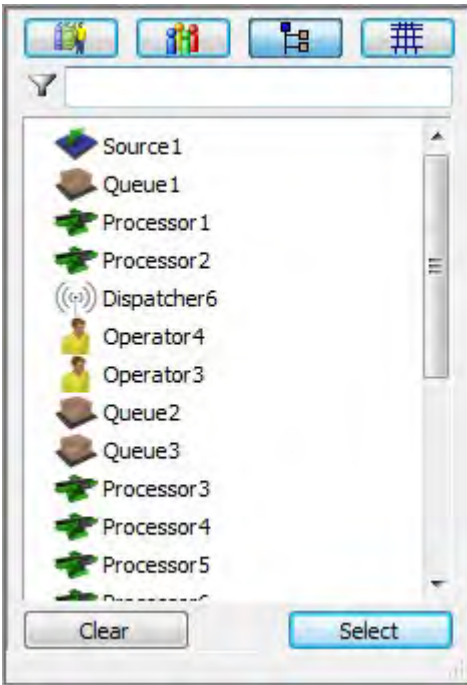 Source1
Queue1
Processor1
Processor2
Dispatcher6
Operator4
Operator3
Queue2
Queue3
Processor3
Processor4
Processor5
Clear
Select